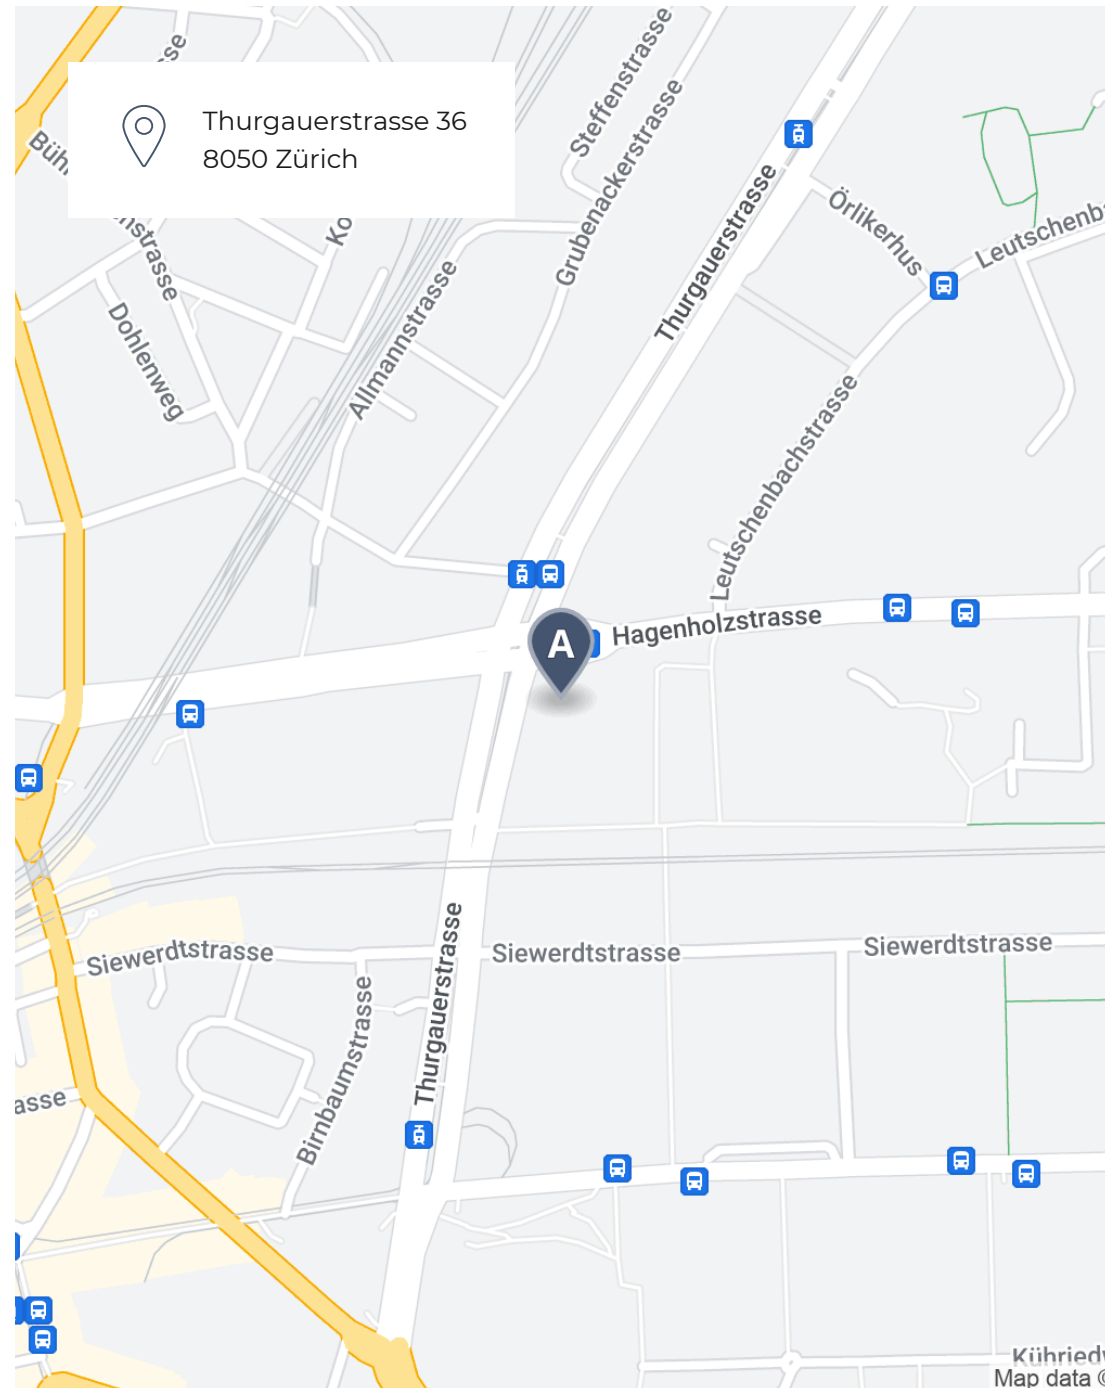 Thurgauerstrasse 36
8050 Zürich
Steffenstrasse
Grubenackerstrasse
Thurgauerstrasse
Örlikerhus
Allmannstrasse
Dohlenweg
Leutschenbachstrasse
A
Hagenholzstrasse
Siewerdtstrasse
Siewerdtstrasse
Siewerdtstrasse
Thurgauerstrasse
Birnbaumstrasse
Map data ©